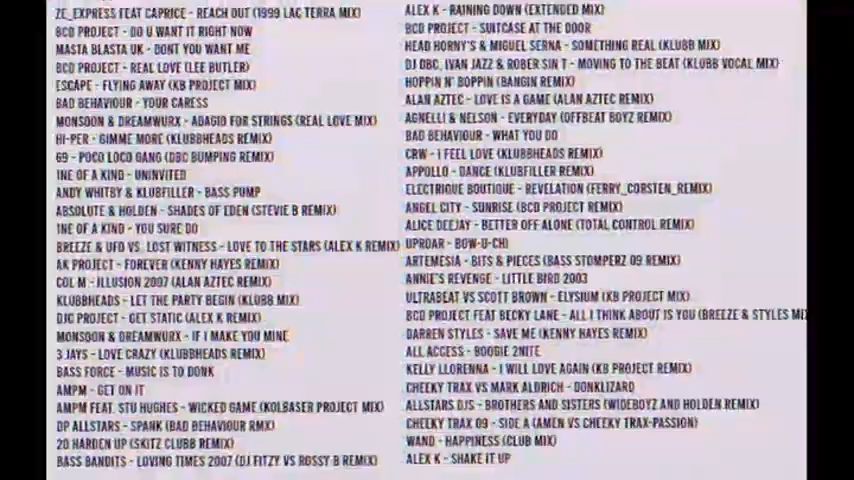 ZE_EXPRESS FEAT CAPRICE - REACH OUT (1999 LAC TERRA MIX)
BCD PROJECT - DO U WANT IT RIGHT NOW
MASTA BLASTA UK - DONT YOU WANT ME
BCD PROJECT - REAL LOVE (LEE BUTLER)
ESCAPE - FLYING AWAY (KB PROJECT MIX)
BAD BEHAVIOUR - YOUR CARESS
MONSOON & DREAMWURX - ADAGIO FOR STRINGS (REAL LOVE MIX)
HI-PER - GIMME MORE (KLUBBHEADS REMIX)
69 - POCO LOCO GANG (DBC BUMPING REMIX)
1NE OF A KIND - UNINVITED
ANDY WHITBY & KLUBFILLER - BASS PUMP
ABSOLUTE & HOLDEN - SHADES OF EDEN (STEVIE B REMIX)
1NE OF A KIND - YOU SURE DO
BREEZE & UFO VS. LOST WITNESS - LOVE TO THE STARS (ALEX K REMIX)
AK PROJECT - FOREVER (KENNY HAYES REMIX)
COL M - ILLUSION 2007 (ALAN AZTEC REMIX)
KLUBBHEADS - LET THE PARTY BEGIN (KLUBB MIX)
DJC PROJECT - GET STATIC (ALEX K REMIX)
MONSOON & DREAMWURX - IF I MAKE YOU MINE
3 JAYS - LOVE CRAZY (KLUBBHEADS REMIX)
BASS FORCE - MUSIC IS TO DONK
AMPM - GET ON IT
AMPM FEAT. STU HUGHES - WICKED GAME (KOLBASER PROJECT MIX)
DP ALLSTARS - SPANK (BAD BEHAVIOUR RMX)
20 HARDEN UP (SKITZ CLUBB REMIX)
BASS BANDITS - LOVING TIMES 2007 (DJ FITZY VS ROSSY B REMIX)
ALEX K - RAINING DOWN (EXTENDED MIX)
BCD PROJECT - SUITCASE AT THE DOOR
HEAD HORNY'S & MIGUEL SERNA - SOMETHING REAL (KLUBB MIX)
DJ DBC, IVAN JAZZ & ROBER SIN T - MOVING TO THE BEAT (KLUBB VOCAL MIX)
HOPPIN N' BOPPIN (BANGIN REMIX)
ALAN AZTEC - LOVE IS A GAME (ALAN AZTEC REMIX)
AGNELLI & NELSON - EVERYDAY (OFFBEAT BOYZ REMIX)
BAD BEHAVIOUR - WHAT YOU DO
CRW - I FEEL LOVE (KLUBBHEADS REMIX)
APPOLLO - DANCE (KLUBFILLER REMIX)
ELECTRIQUE BOUTIQUE - REVELATION (FERRY_CORSTEN_REMIX)
ANGEL CITY - SUNRISE (BCD PROJECT REMIX)
ALICE DEEJAY - BETTER OFF ALONE (TOTAL CONTROL REMIX)
UPROAR - BOW-U-CHI
ARTEMESIA - BITS & PIECES (BASS STOMPERZ 09 REMIX)
ANNIE'S REVENGE - LITTLE BIRD 2003
ULTRABEAT VS SCOTT BROWN - ELYSIUM (KB PROJECT MIX)
BCD PROJECT FEAT BECKY LANE - ALL I THINK ABOUT IS YOU (BREEZE & STYLES MI
DARREN STYLES - SAVE ME (KENNY HAYES REMIX)
ALL ACCESS - BOOGIE 2NITE
KELLY LLORENNA - I WILL LOVE AGAIN (KB PROJECT REMIX)
CHEEKY TRAX VS MARK ALDRICH - DONKLIZARD
ALLSTARS DJS - BROTHERS AND SISTERS (WIDEBOYZ AND HOLDEN REMIX)
CHEEKY TRAX 09 - SIDE A (AMEN VS CHEEKY TRAX-PASSION)
WAND - HAPPINESS (CLUB MIX)
ALEX K - SHAKE IT UP